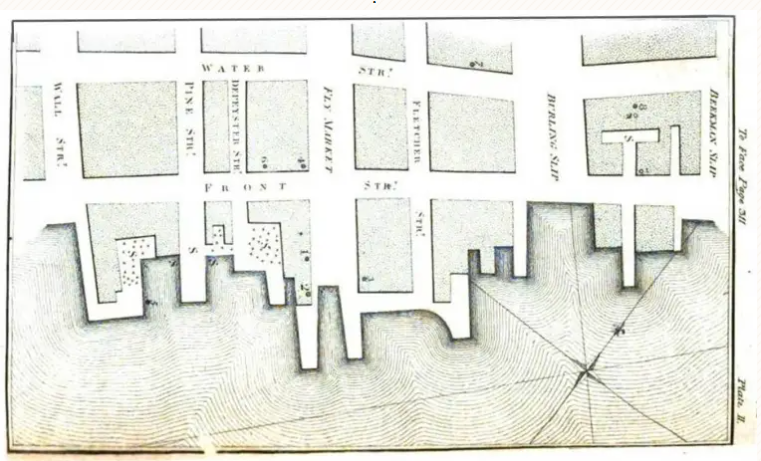 WATER STR.t
WALL STR.t
PINE STR.t
DEPEYSTER STR.t
FLY MARKET
FLETCHER
STR.t
BURLING SLIP
BEEKMAN SLIP
FRONT STR.t
To Face Page 311
Plate II.
S
S
S
S
S